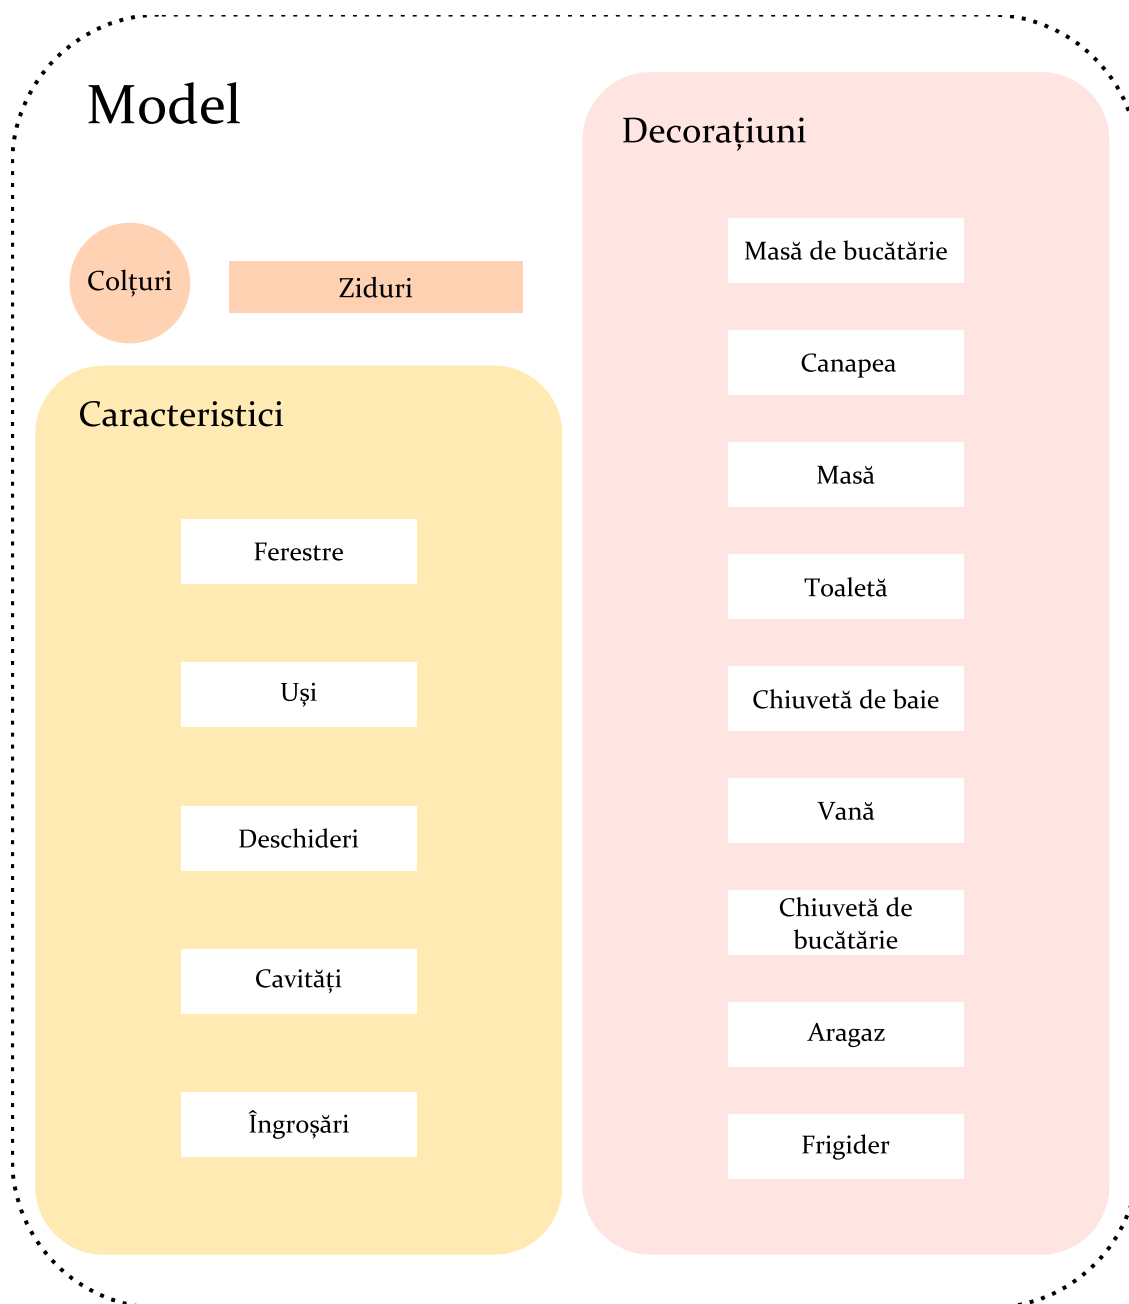 Model
Colțuri
Ziduri
Caracteristici
Ferestre
Uși
Deschideri
Cavități
Îngroșări
Decorațiuni
Masă de bucătărie
Canapea
Masă
Toaletă
Chiuvetă de baie
Vană
Chiuvetă de
bucătărie
Aragaz
Frigider